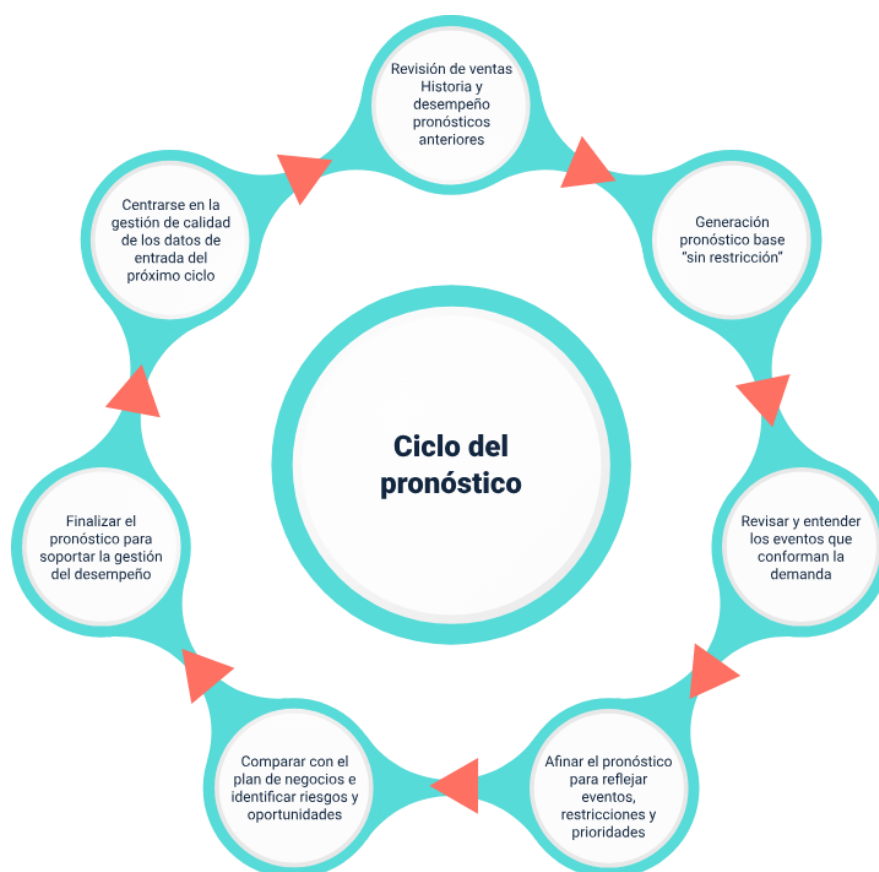 Revisión de ventas
Historia y
desempeño
pronósticos
anteriores
Generación
pronóstico base
“sin restricción”
Revisar y entender
los eventos que
conforman la
demanda
Afinar el pronóstico
para reflejar
eventos,
restricciones y
prioridades
Comparar con el
plan de negocios e
identificar riesgos y
oportunidades
Finalizar el
pronóstico para
soportar la gestión
del desempeño
Centrarse en la
gestión de calidad
de los datos de
entrada del
próximo ciclo
Ciclo del
pronóstico